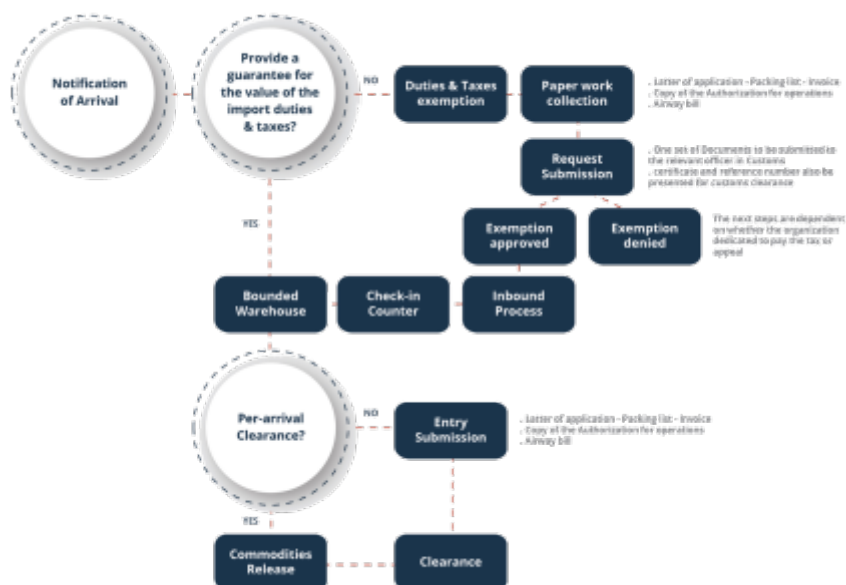 Notification
of Arrival
Provide a
guarantee for
the value of the
import duties
& taxes?
NO
Duties & Taxes
exemption
Paper work
collection
. Letter of application - Packing list - Invoice
. Copy of the Authorization for operations
. Airway bill
Request
Submission
. One set of Documents to be submitted to
the relevant officer in Customs
. certificate and reference number also be
presented for customs clearance
YES
Exemption
approved
Exemption
denied
The next steps are dependent
on whether the organization
dedicated to pay the tax or
appeal
Bounded
Warehouse
Check-in
Counter
Inbound
Process
Per-arrival
Clearance?
NO
Entry
Submission
. Letter of application - Packing list - Invoice
. Copy of the Authorization for operations
. Airway bill
YES
Commodities
Release
Clearance